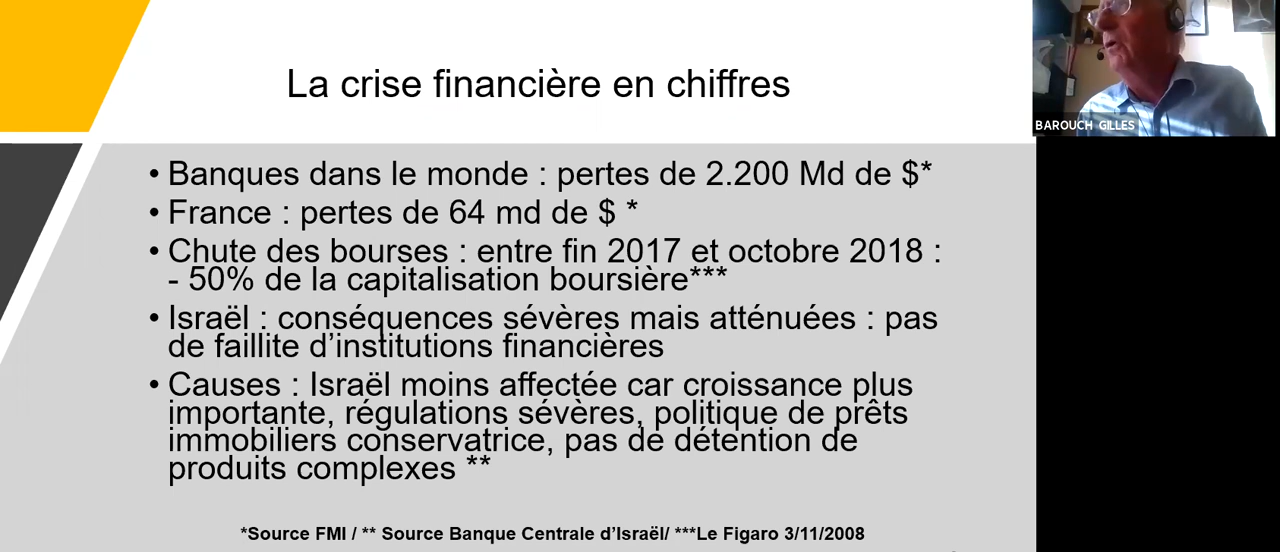 La crise financière en chiffres
BAROUCH GILLES
• Banques dans le monde : pertes de 2.200 Md de $*
• France : pertes de 64 md de $ *
• Chute des bourses : entre fin 2017 et octobre 2018 :
- 50% de la capitalisation boursière***
• Israël : conséquences sévères mais atténuées : pas
de faillite d’institutions financières
• Causes : Israël moins affectée car croissance plus
importante, régulations sévères, politique de prêts
immobiliers conservatrice, pas de détention de
produits complexes **
*Source FMI / ** Source Banque Centrale d’Israël/ ***Le Figaro 3/11/2008